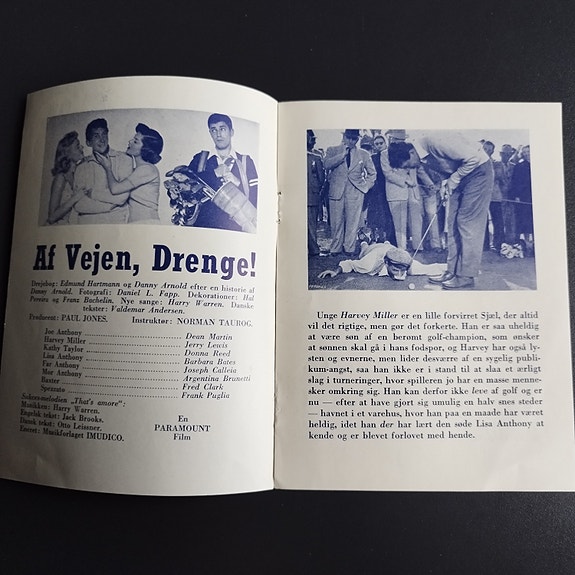 Af Vejen, Drenge!
Drejebog: Edmund Hartmann og Danny Arnold efter en historie af
Danny Arnold. Fotografi: Daniel L. Fapp. Dekorationer: Hal
Pereira og Franz Bachelin. Nye sange: Harry Warren. Danske
tekster: Valdemar Andersen.
Producent: PAUL JONES. Instruktør: NORMAN TAUROG.
Joe Anthony Dean Martin
Harvey Miller Jerry Lewis
Kathy Taylor Donna Reed
Lisa Anthony Barbara Bates
Far Anthony Joseph Calleia
Mor Anthony Argentina Brunetti
Baxter Fred Clark
Spezzato Frank Puglia
Succes-melodien „That's amore":
Musikken: Harry Warren.
Engelsk tekst: Jack Brooks.
Dansk tekst: Otto Leissner.
Eneret: Musikforlaget IMUDICO.
En
PARAMOUNT
Film
Unge Harvey Miller er en lille forvirret Sjæl, der altid
vil det rigtige, men gør det forkerte. Han er saa uheldig
at være søn af en berømt golf-champion, som ønsker
at sønnen skal gå i hans fodspor, og Harvey har også ly-
sten og evnerne, men lider desværre af en sygelig publi-
kum-angst, saa han ikke er i stand til at slaa et ærligt
slag i turneringer, hvor spilleren jo har en masse menne-
sker omkring sig. Han kan derfor ikke leve af golf og er
nu — efter at have gjort sig umulig en halv snes steder
— havnet i et varehus, hvor han paa en maade har været
heldig, idet han der har lært den søde Lisa Anthony at
kende og er blevet forlovet med hende.